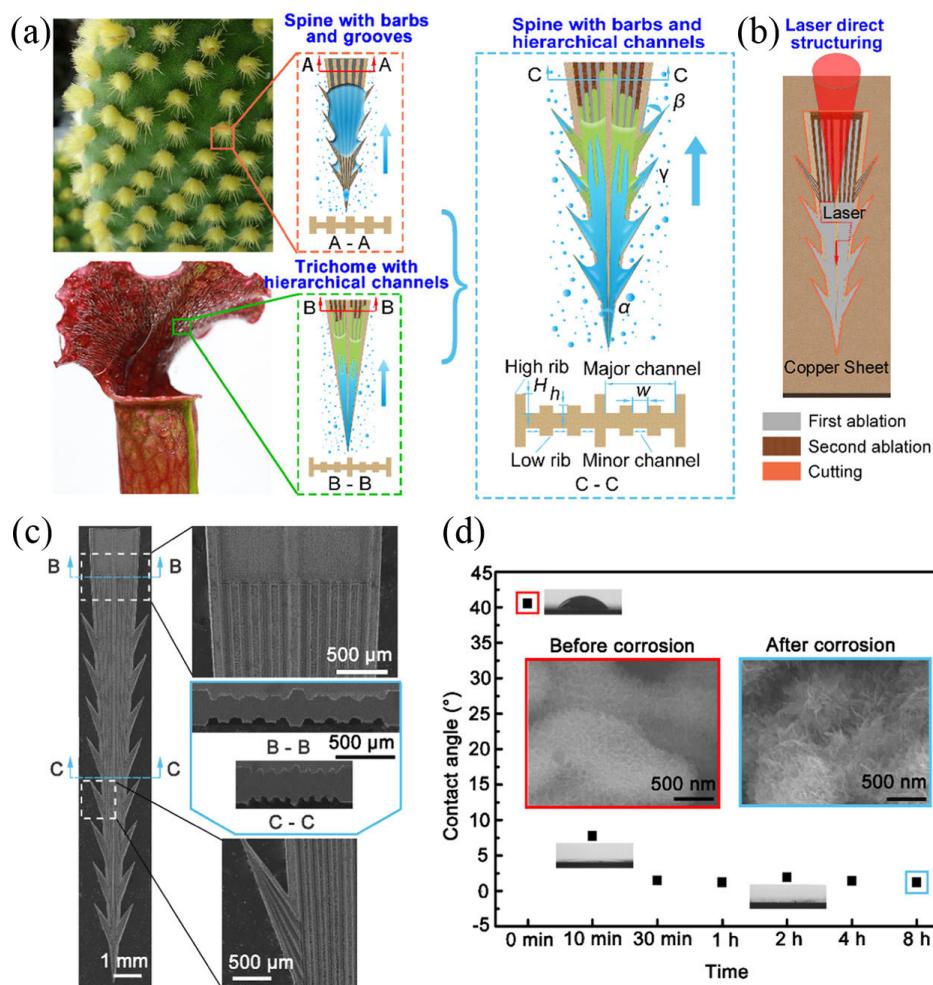 (a)
Spine with barbs
and grooves
A A
A - A
Trichome with
hierarchical channels
B B
B - B
Spine with barbs and
hierarchical channels
C C
β
γ
α
High rib
Major channel
H
h
w
Low rib
Minor channel
C - C
(b)
Laser direct
structuring
Laser
Copper Sheet
First ablation
Second ablation
Cutting
(c)
B B
C C
1 mm
500 µm
B - B
500 µm
C - C
500 µm
(d)
Contact angle (°)
45
40
35
30
25
20
15
10
5
0
-5
Before corrosion
500 nm
After corrosion
500 nm
0 min 10 min 30 min 1 h 2 h 4 h 8 h
Time